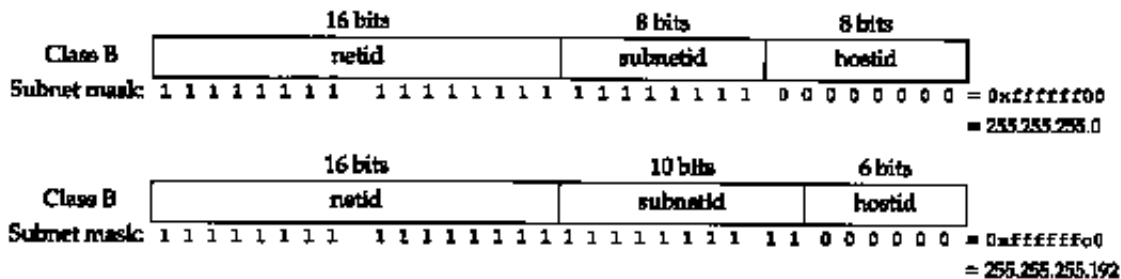 16 bits 8 bits 8 bits
Class B netid subnetid hostid
Subnet mask: 1 1 1 1 1 1 1 1 1 1 1 1 1 1 1 1 1 1 1 1 1 1 1 1 0 0 0 0 0 0 0 0 = 0xffffff00
= 255.255.255.0
16 bits 10 bits 6 bits
Class B netid subnetid hostid
Subnet mask: 1 1 1 1 1 1 1 1 1 1 1 1 1 1 1 1 1 1 1 1 1 1 1 1 1 1 0 0 0 0 0 0 = 0xffffffc0
= 255.255.255.192